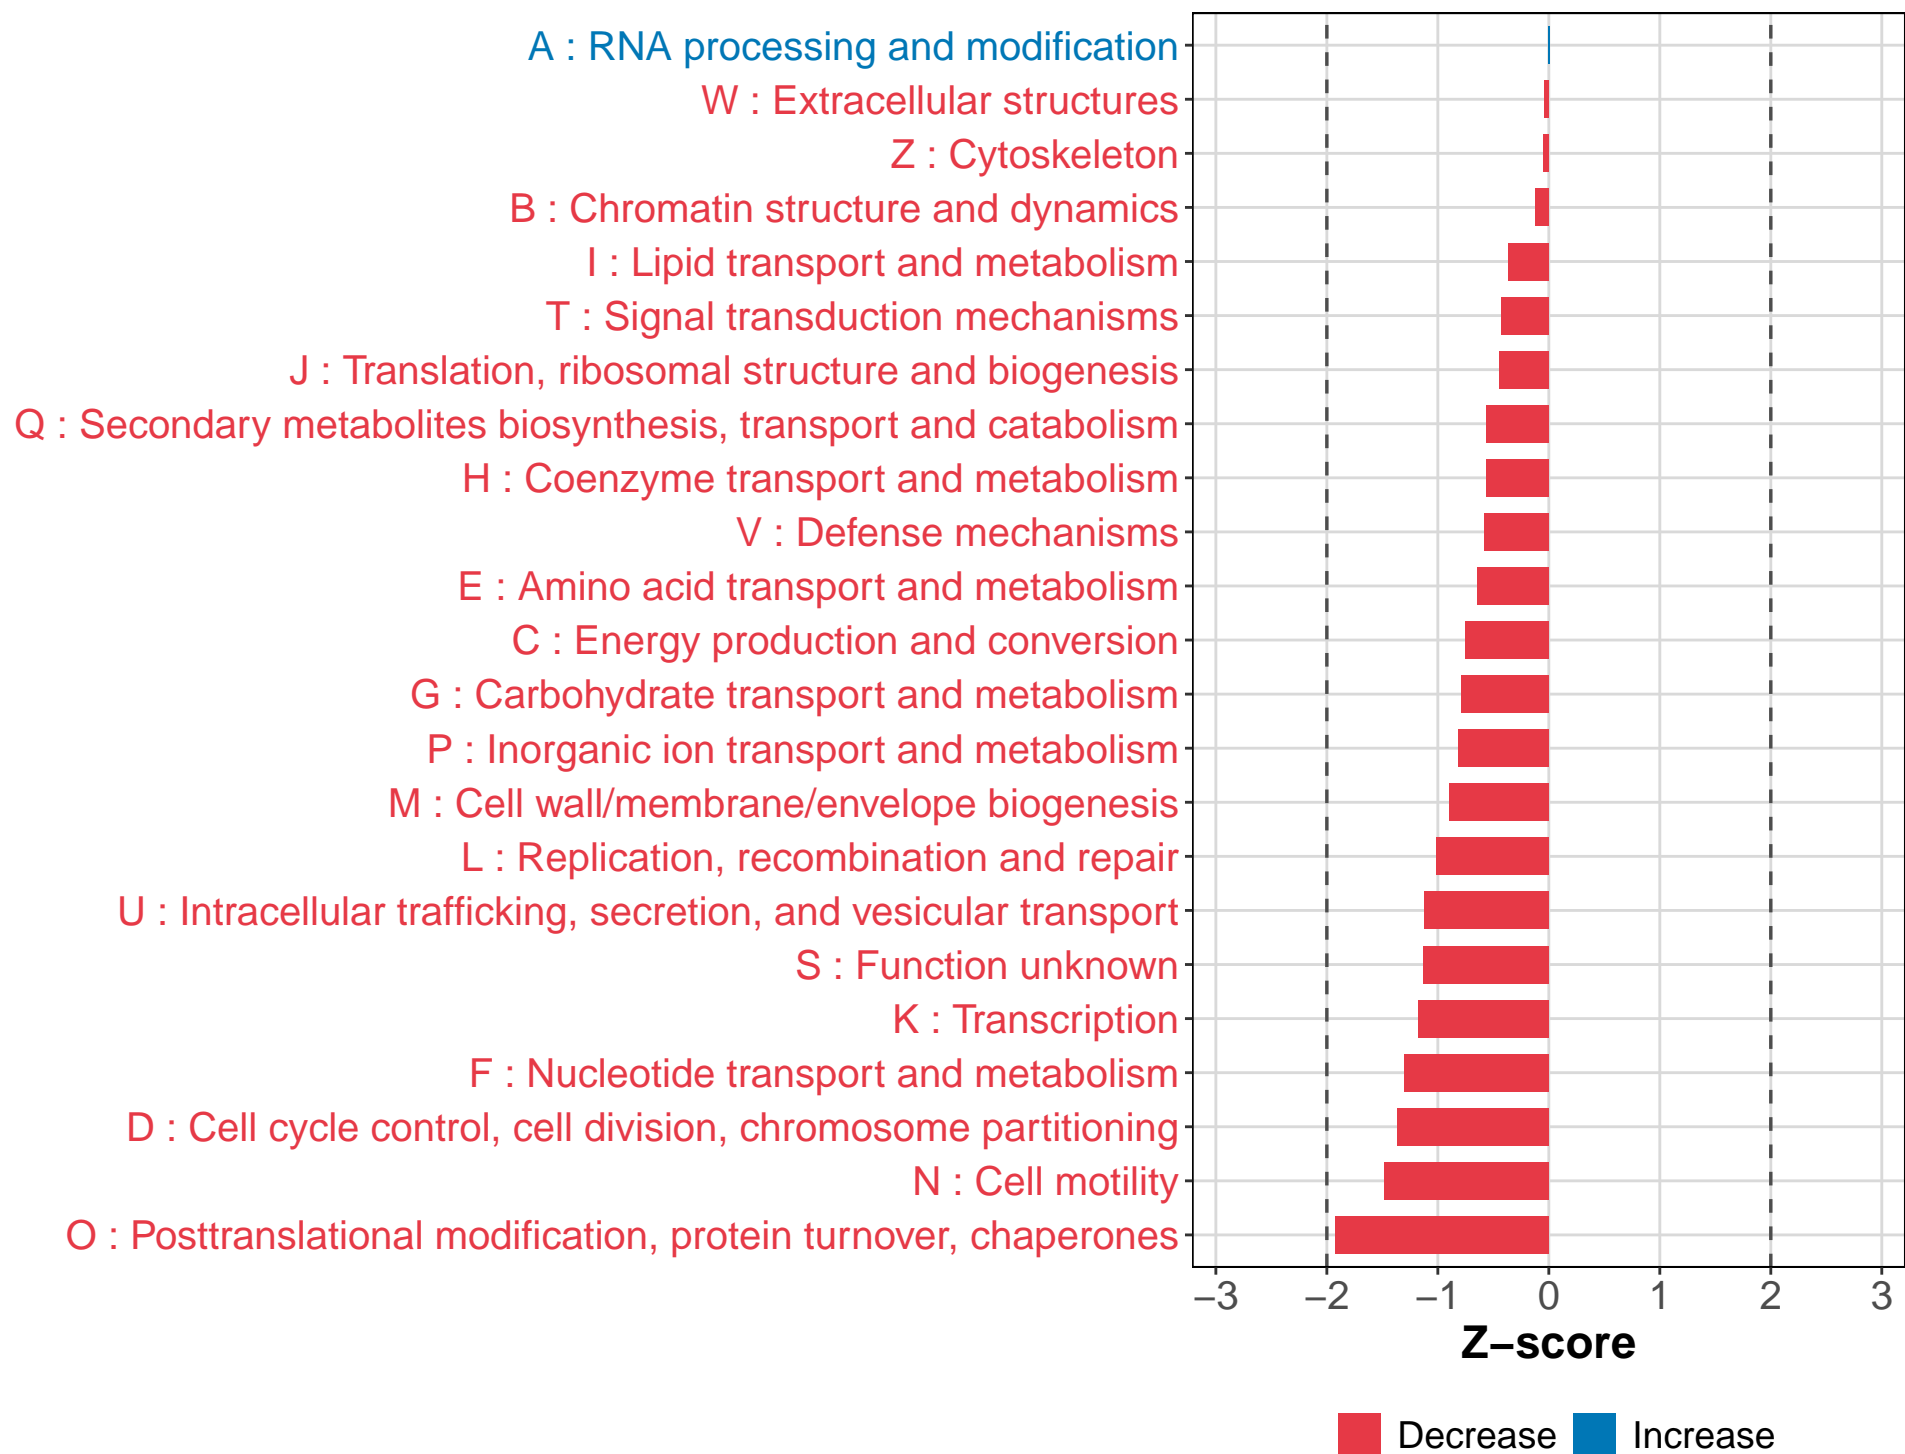 A : RNA processing and modification
W : Extracellular structures
Z : Cytoskeleton
B : Chromatin structure and dynamics
I : Lipid transport and metabolism
T : Signal transduction mechanisms
J : Translation, ribosomal structure and biogenesis
Q : Secondary metabolites biosynthesis, transport and catabolism
H : Coenzyme transport and metabolism
V : Defense mechanisms
E : Amino acid transport and metabolism
C : Energy production and conversion
G : Carbohydrate transport and metabolism
P : Inorganic ion transport and metabolism
M : Cell wall/membrane/envelope biogenesis
L : Replication, recombination and repair
U : Intracellular trafficking, secretion, and vesicular transport
S : Function unknown
K : Transcription
F : Nucleotide transport and metabolism
D : Cell cycle control, cell division, chromosome partitioning
N : Cell motility
O : Posttranslational modification, protein turnover, chaperones
−3 −2 −1 0 1 2 3
Z−score
Decrease Increase